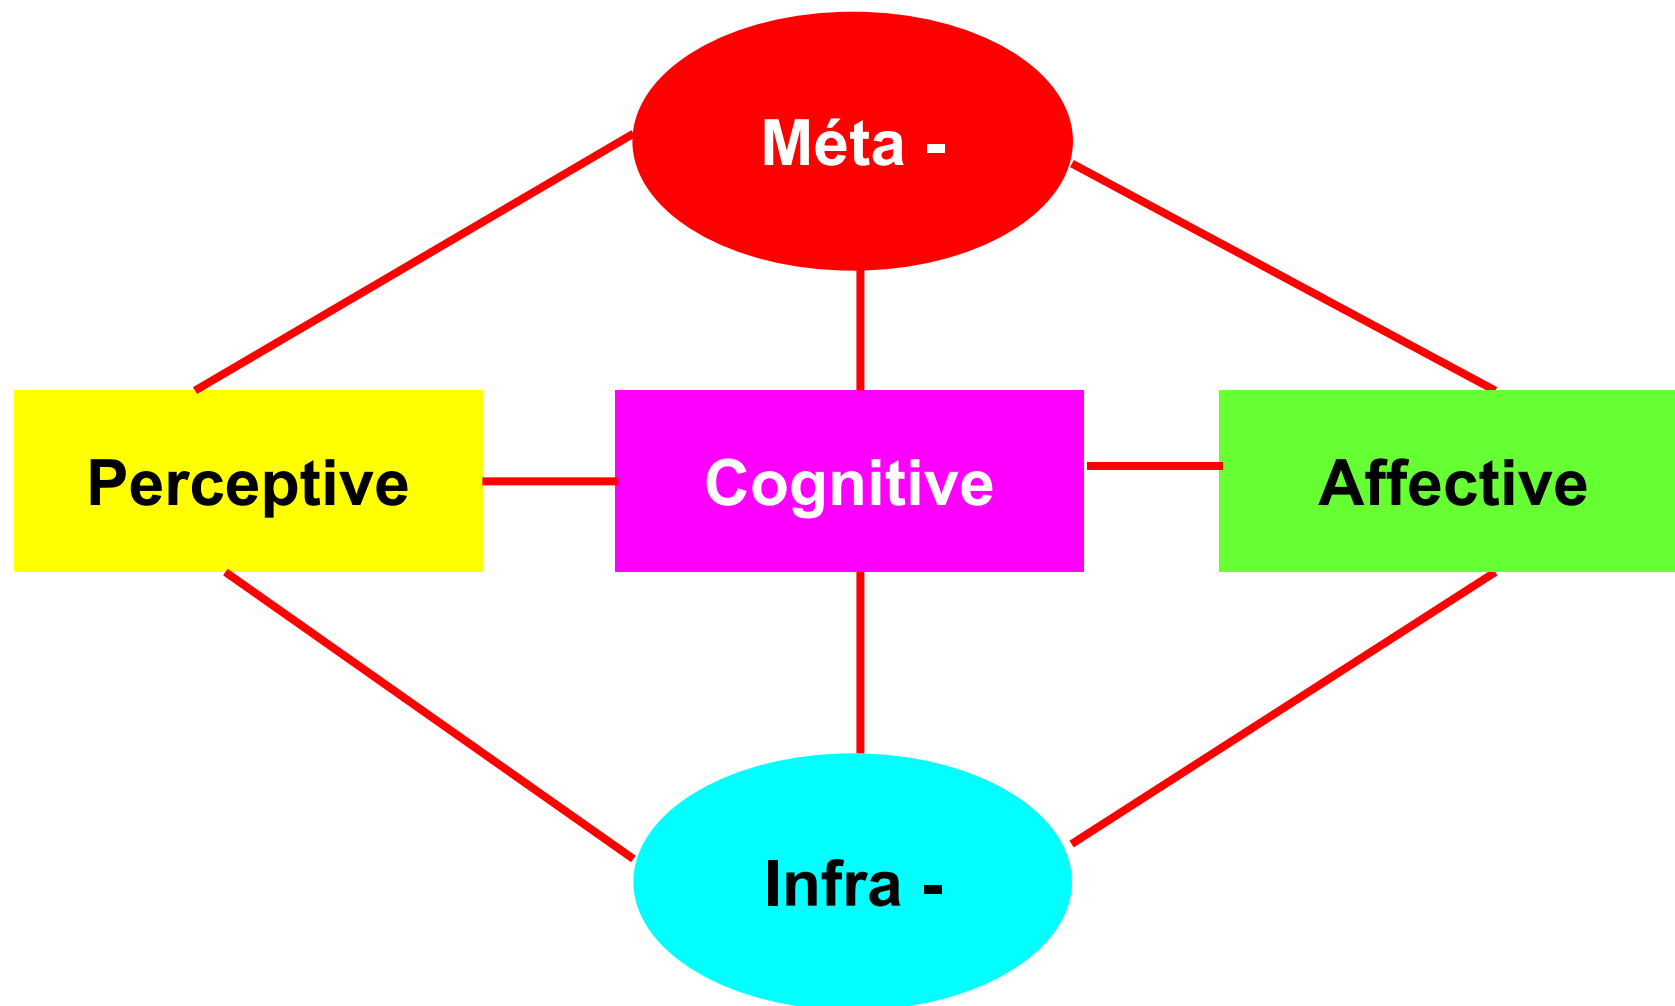 Méta -
Perceptive
Cognitive
Affective
Infra -